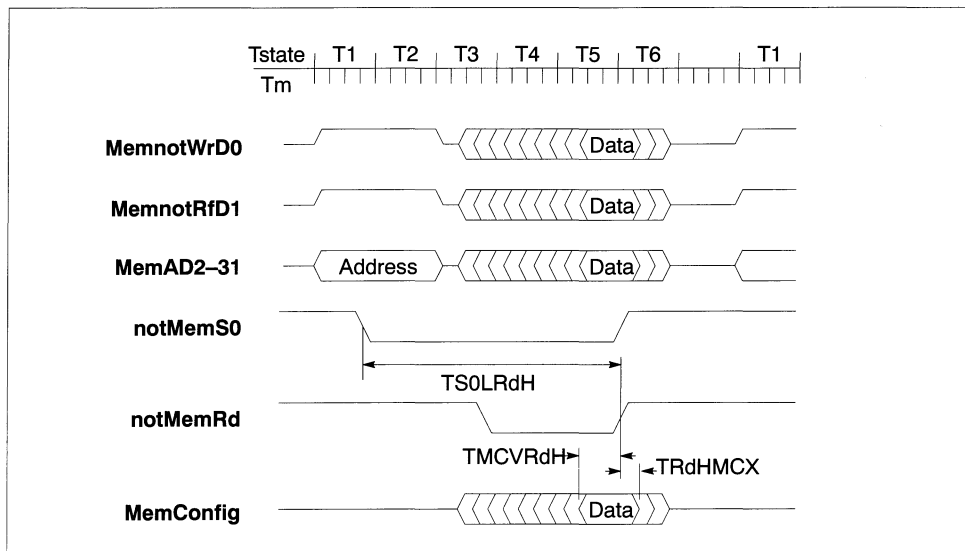 Tstate T1 T2 T3 T4 T5 T6 T1
Tm
MemnotWrD0 Data
MemnotRfD1 Data
MemAD2–31 Address Data
notMemS0
TS0LRdH
notMemRd
TMCVRdH TRdHMCX
MemConfig Data